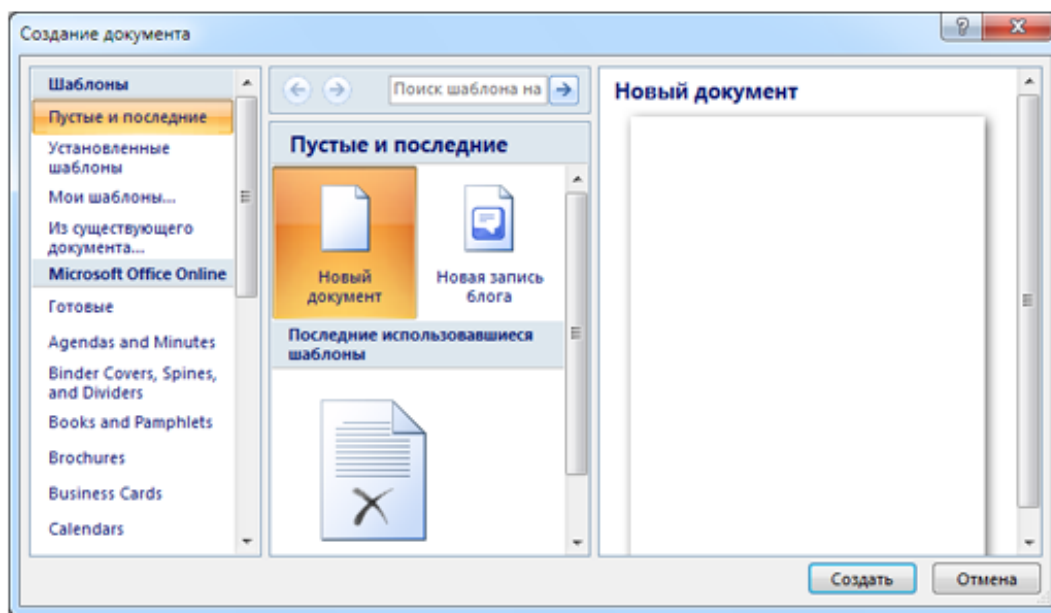 Создание документа
Шаблоны
Пустые и последние
Установленные
шаблоны
Мои шаблоны...
Из существующего
документа...
Microsoft Office Online
Готовые
Agendas and Minutes
Binder Covers, Spines,
and Dividers
Books and Pamphlets
Brochures
Business Cards
Calendars
Поиск шаблона на
Пустые и последние
Новый
документ
Новая запись
блога
Последние использовавшиеся
шаблоны
Новый документ
Создать
Отмена